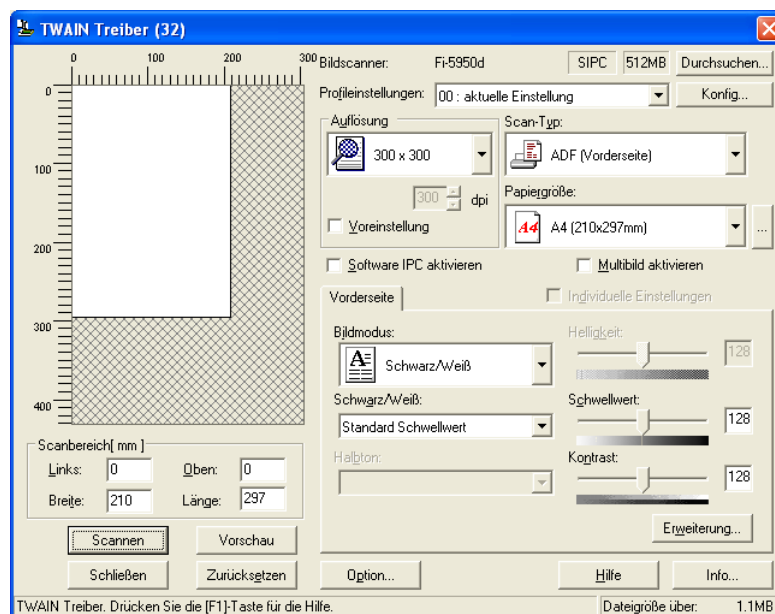 TWAIN Treiber (32)
0 100 200 300
0
100
200
300
400
Bildscanner: Fi-5950d SIPC 512MB Durchsuchen...
Profileinstellungen: 00 : aktuelle Einstellung Konfig...
Auflösung
300 x 300
300 dpi
Voreinstellung
Scan-Typ:
ADF (Vorderseite)
Papiergröße:
A4 A4 (210x297mm) ...
Software IPC aktivieren Multibild aktivieren
Vorderseite Individuelle Einstellungen
Bildmodus:
A Schwarz/Weiß
Schwarz/Weiß:
Standard Schwellwert
Halbton:
Helligkeit:
128
Schwellwert:
128
Kontrast:
128
Erweiterung...
Scanbereich[ mm ]
Links: 0 Oben: 0
Breite: 210 Länge: 297
Scannen Vorschau
Schließen Zurücksetzen Option... Hilfe Info...
TWAIN Treiber. Drücken Sie die [F1]-Taste für die Hilfe. Dateigröße über: 1.1MB